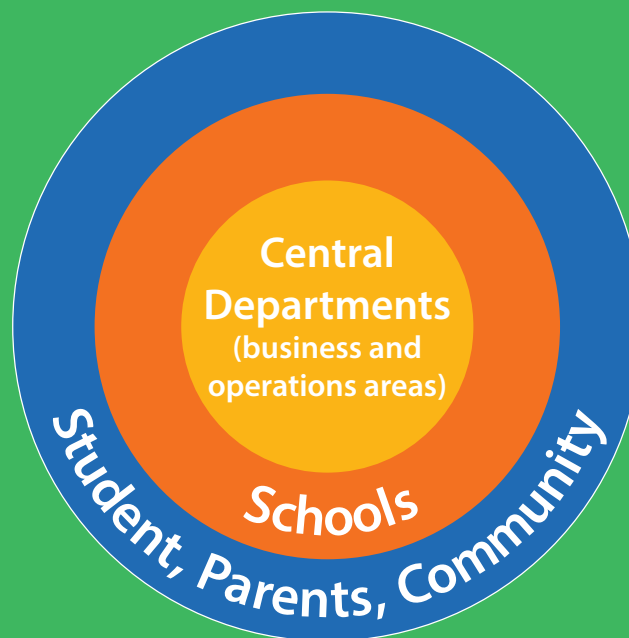 Central
Departments
(business and
operations areas)
Schools
Student, Parents, Community